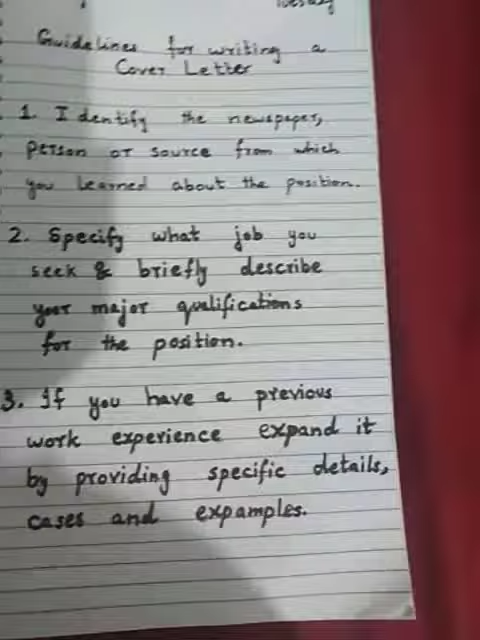 Tuesday
Guidelines for writing a
Cover Letter
1. Identify the newspaper,
person or source from which
you learned about the position.
2. Specify what job you
seek & briefly describe
your major qualifications
for the position.
3. If you have a previous
work experience expand it
by providing specific details,
cases and expamples.